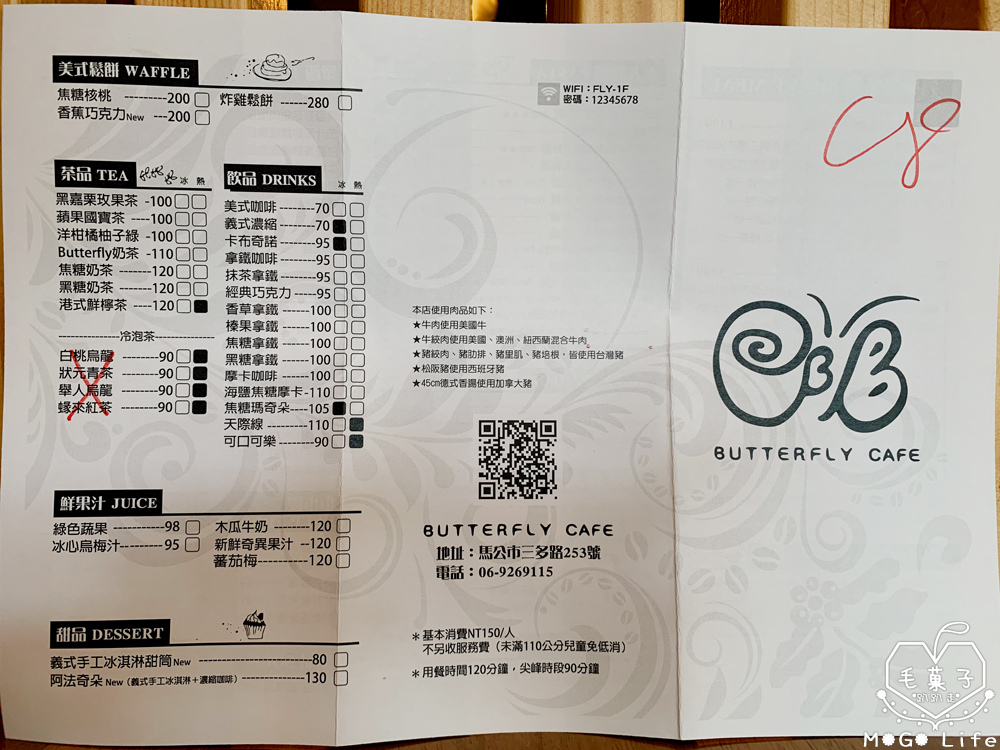 美式鬆餅 WAFFLE
焦糖核桃 ---------200
香蕉巧克力New ---200
炸雞鬆餅 ------280
茶品 TEA 冰 熱
黑嘉栗玫果茶 -100
蘋果國寶茶 ----100
洋柑橘柚子綠 -100
Butterfly奶茶 -110
焦糖奶茶 -------120
黑糖奶茶 -------120
港式鮮檸茶 ----120
---------------冷泡茶---------------
白桃烏龍 --------90
狀元青茶 --------90
舉人烏龍 --------90
蝝來紅茶 --------90
飲品 DRINKS 冰 熱
美式咖啡 --------70
義式濃縮 --------70
卡布奇諾 --------95
拿鐵咖啡 --------95
抹茶拿鐵 --------95
經典巧克力 -----95
香草拿鐵 ------100
榛果拿鐵 ------100
焦糖拿鐵 ------100
黑糖拿鐵 ------100
摩卡咖啡 ------100
海鹽焦糖摩卡 -110
焦糖瑪奇朵----105
天際線 ---------110
可口可樂 --------90
鮮果汁 JUICE
綠色蔬果 -----------98
冰心烏梅汁---------95
木瓜牛奶 --------120
新鮮奇異果汁 --120
蕃茄梅-----------120
甜品 DESSERT
義式手工冰淇淋甜筒 New ---------------------80
阿法奇朵 New（義式手工冰淇淋＋濃縮咖啡）---------------130
WIFI：FLY-1F
密碼：12345678
本店使用肉品如下：
★牛肉使用美國牛
★牛絞肉使用美國、澳洲、紐西蘭混合牛肉
★豬絞肉、豬肋排、豬里肌、豬培根，皆使用台灣豬
★松阪豬使用西班牙豬
★45cm德式香腸使用加拿大豬
BUTTERFLY CAFE
地址：馬公市三多路253號
電話：06-9269115
＊基本消費NT150/人
不另收服務費（未滿110公分兒童免低消）
＊用餐時間120分鐘，尖峰時段90分鐘
BUTTERFLY CAFE
毛菓子
趴趴走
MoGo Life